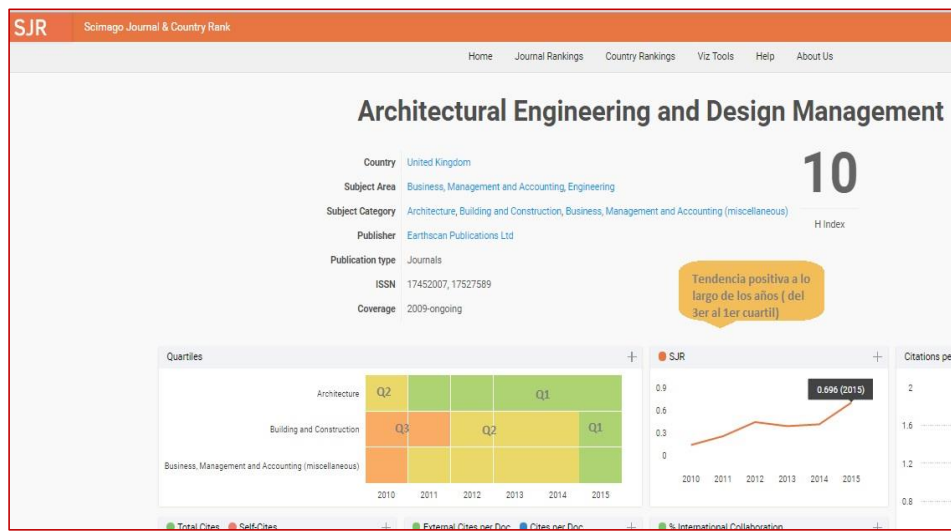 SJR Scimago Journal & Country Rank
Home Journal Rankings Country Rankings Viz Tools Help About Us
Architectural Engineering and Design Management
Country United Kingdom
Subject Area Business, Management and Accounting, Engineering
Subject Category Architecture, Building and Construction, Business, Management and Accounting (miscellaneous)
Publisher Earthscan Publications Ltd
Publication type Journals
ISSN 17452007, 17527589
Coverage 2009-ongoing
10
H Index
Tendencia positiva a lo
largo de los años ( del
3er al 1er cuartil)
Quartiles
Architecture Q2 Q1
Building and Construction Q3 Q2 Q1
Business, Management and Accounting (miscellaneous)
2010 2011 2012 2013 2014 2015
SJR
0.9
0.6
0.3
0
0.696 (2015)
2010 2011 2012 2013 2014 2015
Citations pe
2
1.6
1.2
0.8
Total Cites Self-Cites
External Cites per Doc Cites per Doc
% International Collaboration